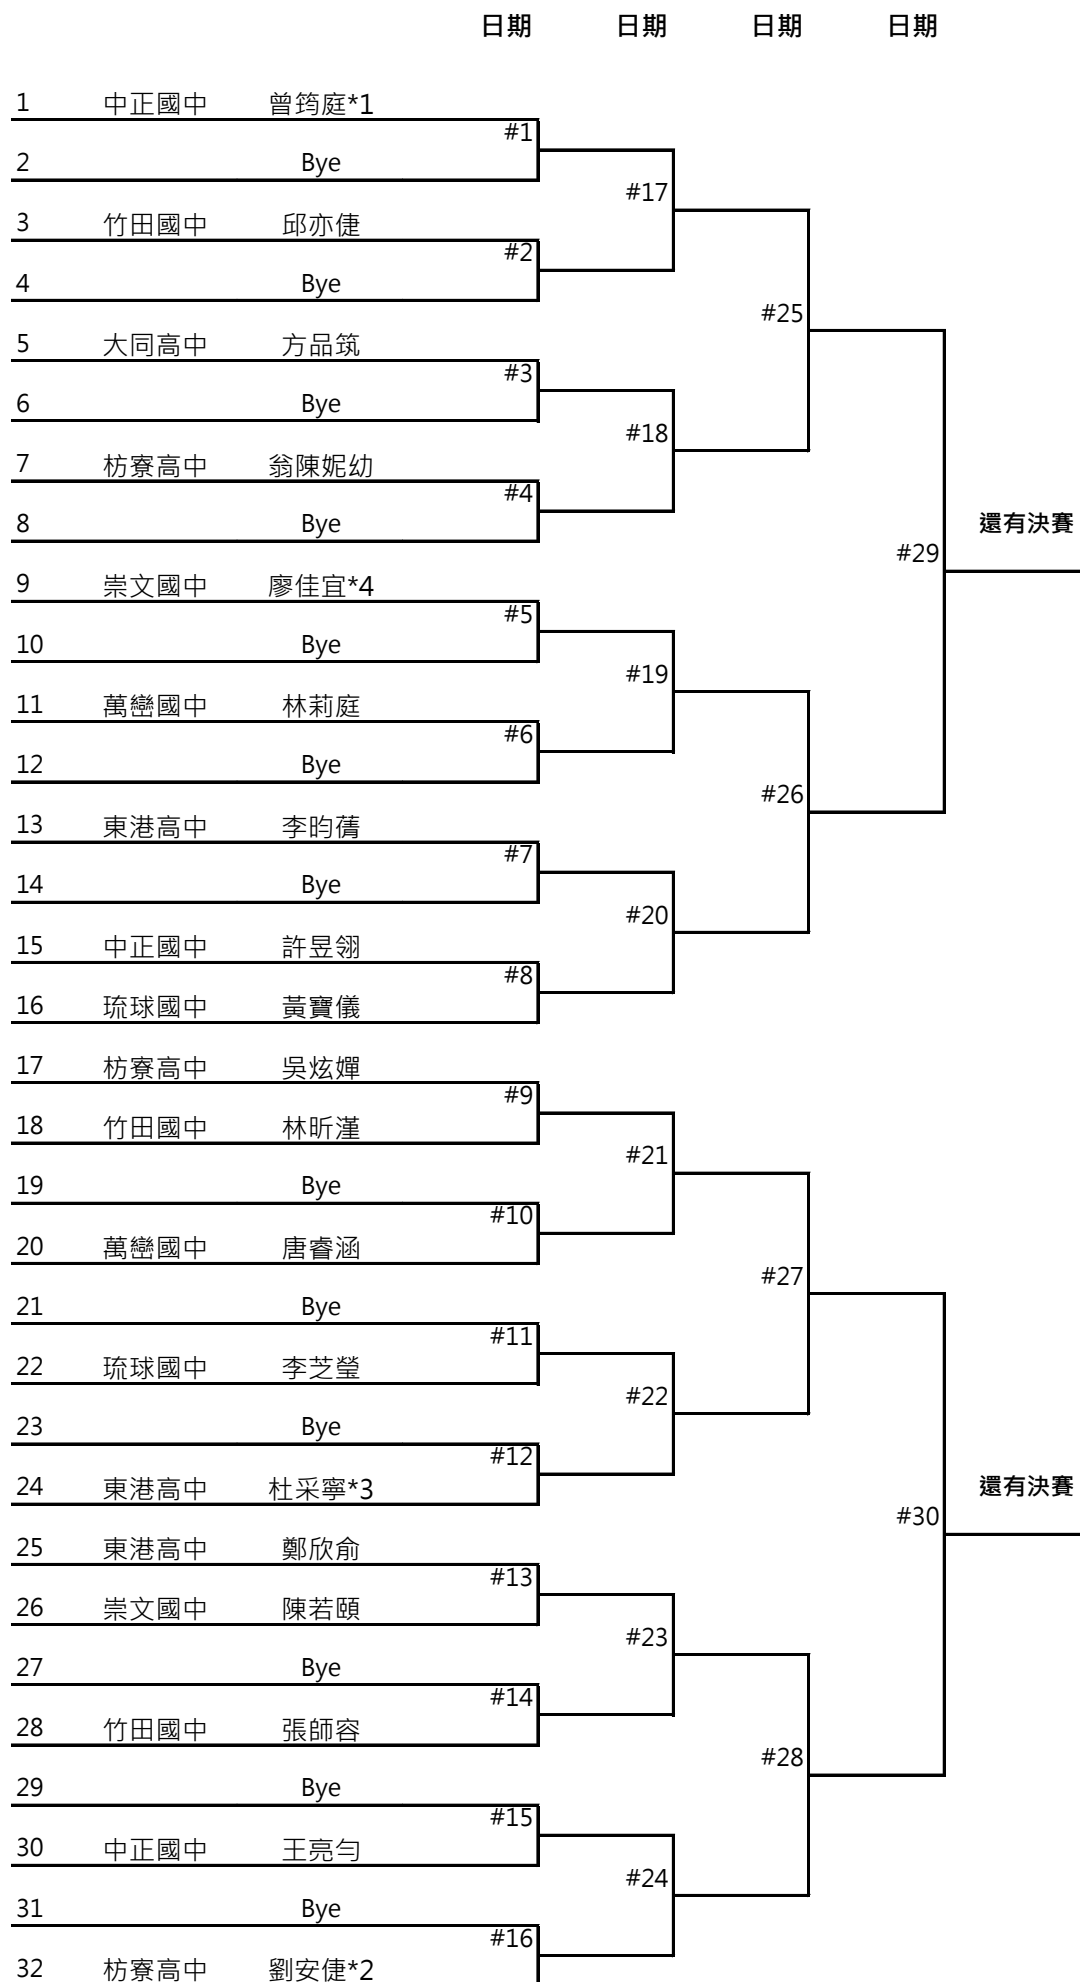 日期 日期 日期 日期
1 中正國中 曾筠庭*1
#1
2 Bye
#17
3 竹田國中 邱亦倢
#2
4 Bye
#25
5 大同高中 方品筑
#3
6 Bye
#18
7 枋寮高中 翁陳妮幼
#4
8 Bye
還有決賽
#29
9 崇文國中 廖佳宜*4
#5
10 Bye
#19
11 萬巒國中 林莉庭
#6
12 Bye
#26
13 東港高中 李昀蒨
#7
14 Bye
#20
15 中正國中 許昱翎
#8
16 琉球國中 黃寶儀
17 枋寮高中 吳炫嬋
#9
18 竹田國中 林昕漌
#21
19 Bye
#10
20 萬巒國中 唐睿涵
#27
21 Bye
#11
22 琉球國中 李芝瑩
#22
23 Bye
#12
24 東港高中 杜采寧*3
還有決賽
#30
25 東港高中 鄭欣俞
#13
26 崇文國中 陳若頤
#23
27 Bye
#14
28 竹田國中 張師容
#28
29 Bye
#15
30 中正國中 王亮勻
#24
31 Bye
#16
32 枋寮高中 劉安倢*2